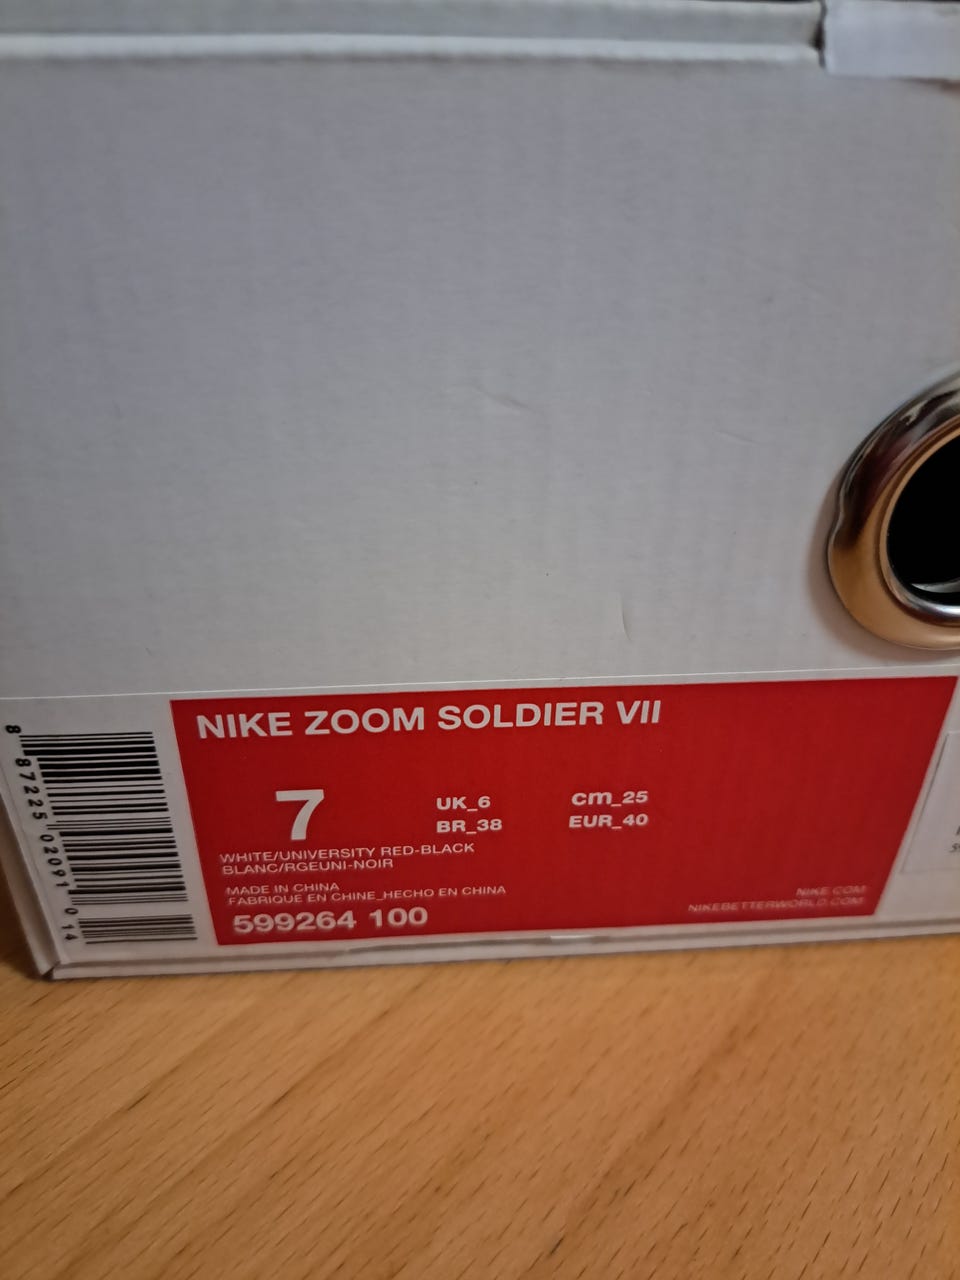 NIKE ZOOM SOLDIER VII
7
UK_6
BR_38
cm_25
EUR_40
WHITE/UNIVERSITY RED-BLACK
BLANC/RGEUNI-NOIR
MADE IN CHINA
FABRIQUE EN CHINE_HECHO EN CHINA
599264 100
NIKE.COM
NIKEBETTERWORLD.COM
8 87225 02091 0 14